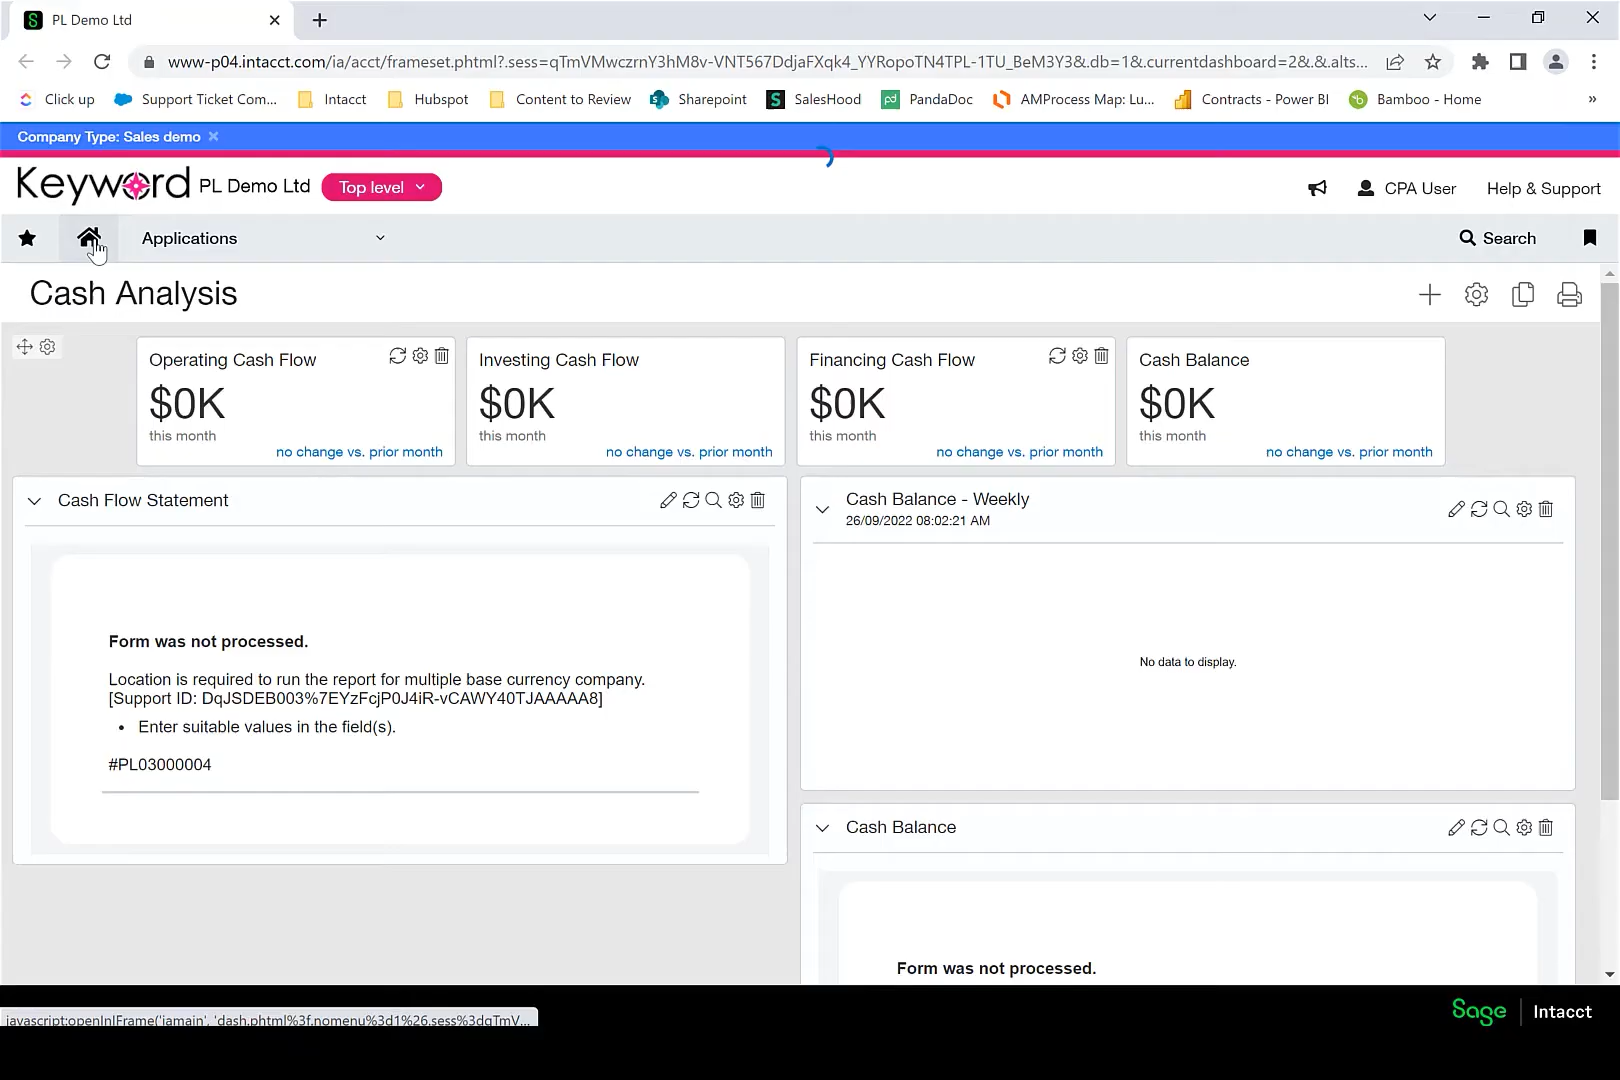 PL Demo Ltd
www-p04.intacct.com/ia/acct/frameset.phtml?.sess=qTmVMwczrnY3hM8v-VNT567DdjaFXqk4_YYRopoTN4TPL-1TU_BeM3Y3&.db=1&.currentdashboard=2&.&.alts...
Click up
Support Ticket Com...
Intacct
Hubspot
Content to Review
Sharepoint
SalesHood
PandaDoc
AMProcess Map: Lu...
Contracts - Power BI
Bamboo - Home
»
Company Type: Sales demo
Keyword
PL Demo Ltd
Top level
CPA User
Help & Support
Applications
Search
Cash Analysis
Operating Cash Flow
$0K
this month
no change vs. prior month
Investing Cash Flow
$0K
this month
no change vs. prior month
Financing Cash Flow
$0K
this month
no change vs. prior month
Cash Balance
$0K
this month
no change vs. prior month
Cash Flow Statement
Form was not processed.
Location is required to run the report for multiple base currency company.
[Support ID: DqJSDEB003%7EYzFcjP0J4iR-vCAWY40TJAAAAA8]
• Enter suitable values in the field(s).
#PL03000004
Cash Balance - Weekly
26/09/2022 08:02:21 AM
No data to display.
Cash Balance
Form was not processed.
javascript:openInIFrame('iamain', 'dash.phtml%3f.nomenu%3d1%26.sess%3dqTmV...
Sage
Intacct